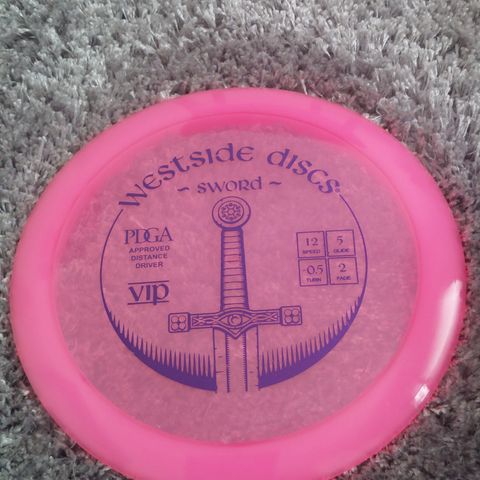 Westside Discs®
~ Sword ~
PDGA
APPROVED
DISTANCE
DRIVER
VIP
12 5
SPEED GLIDE
-0.5 2
TURN FADE